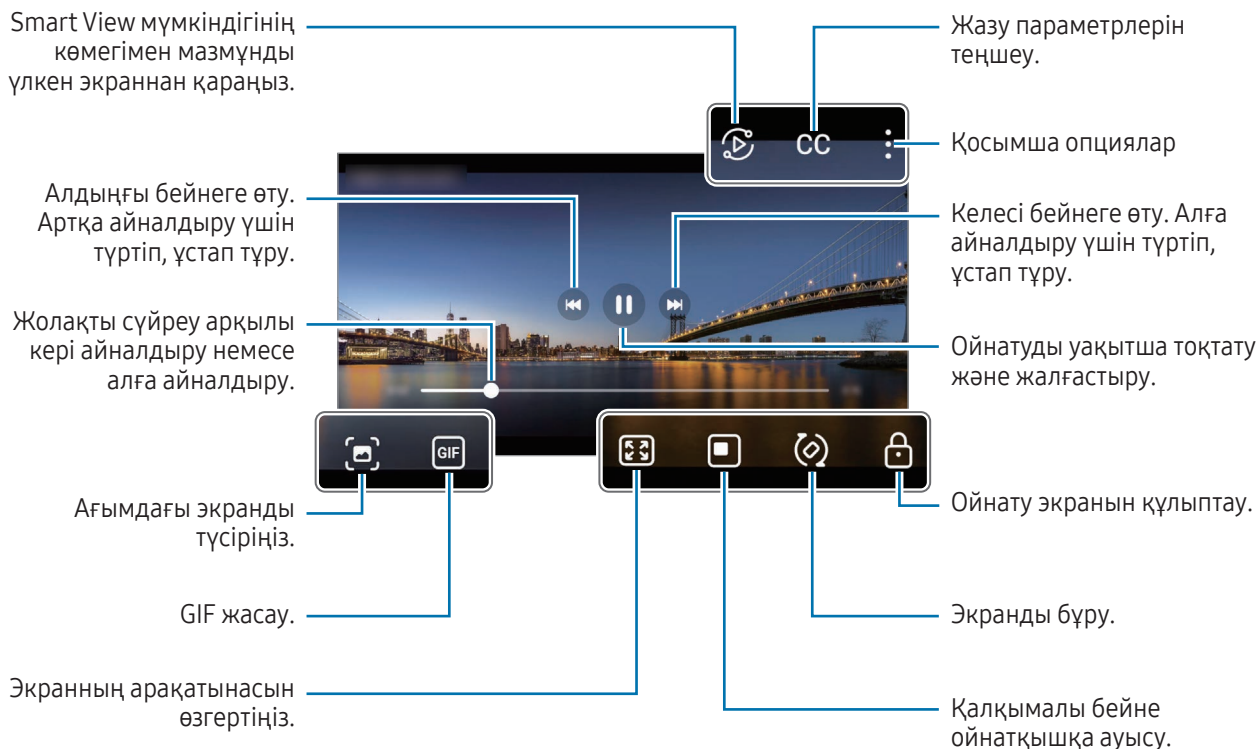 Smart View мүмкіндігінің
көмегімен мазмұнды
үлкен экраннан қараңыз.
Жазу параметрлерін
теңшеу.
CC
Қосымша опциялар
Алдыңғы бейнеге өту.
Артқа айналдыру үшін
түртіп, ұстап тұру.
Келесі бейнеге өту. Алға
айналдыру үшін түртіп,
ұстап тұру.
Жолақты сүйреу арқылы
кері айналдыру немесе
алға айналдыру.
Ойнатуды уақытша тоқтату
және жалғастыру.
GIF
Ағымдағы экранды
түсіріңіз.
Ойнату экранын құлыптау.
GIF жасау.
Экранды бұру.
Экранның арақатынасын
өзгертіңіз.
Қалқымалы бейне
ойнатқышқа ауысу.